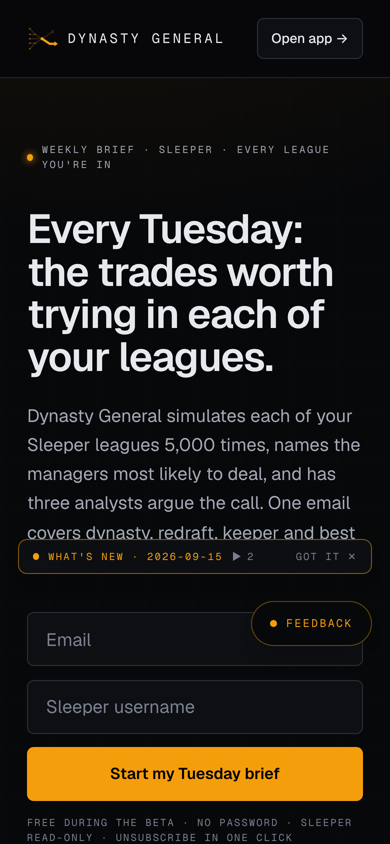 DYNASTY GENERAL
Open app →
WEEKLY BRIEF · SLEEPER · EVERY LEAGUE
YOU'RE IN
Every Tuesday:
the trades worth
trying in each of
your leagues.
Dynasty General simulates each of your
Sleeper leagues 5,000 times, names the
managers most likely to deal, and has
three analysts argue the call. One email
covers dynasty, redraft, keeper and best
WHAT'S NEW · 2026-09-15 ▶ 2 GOT IT ×
FEEDBACK
Email
Sleeper username
Start my Tuesday brief
FREE DURING THE BETA · NO PASSWORD · SLEEPER
READ-ONLY · UNSUBSCRIBE IN ONE CLICK